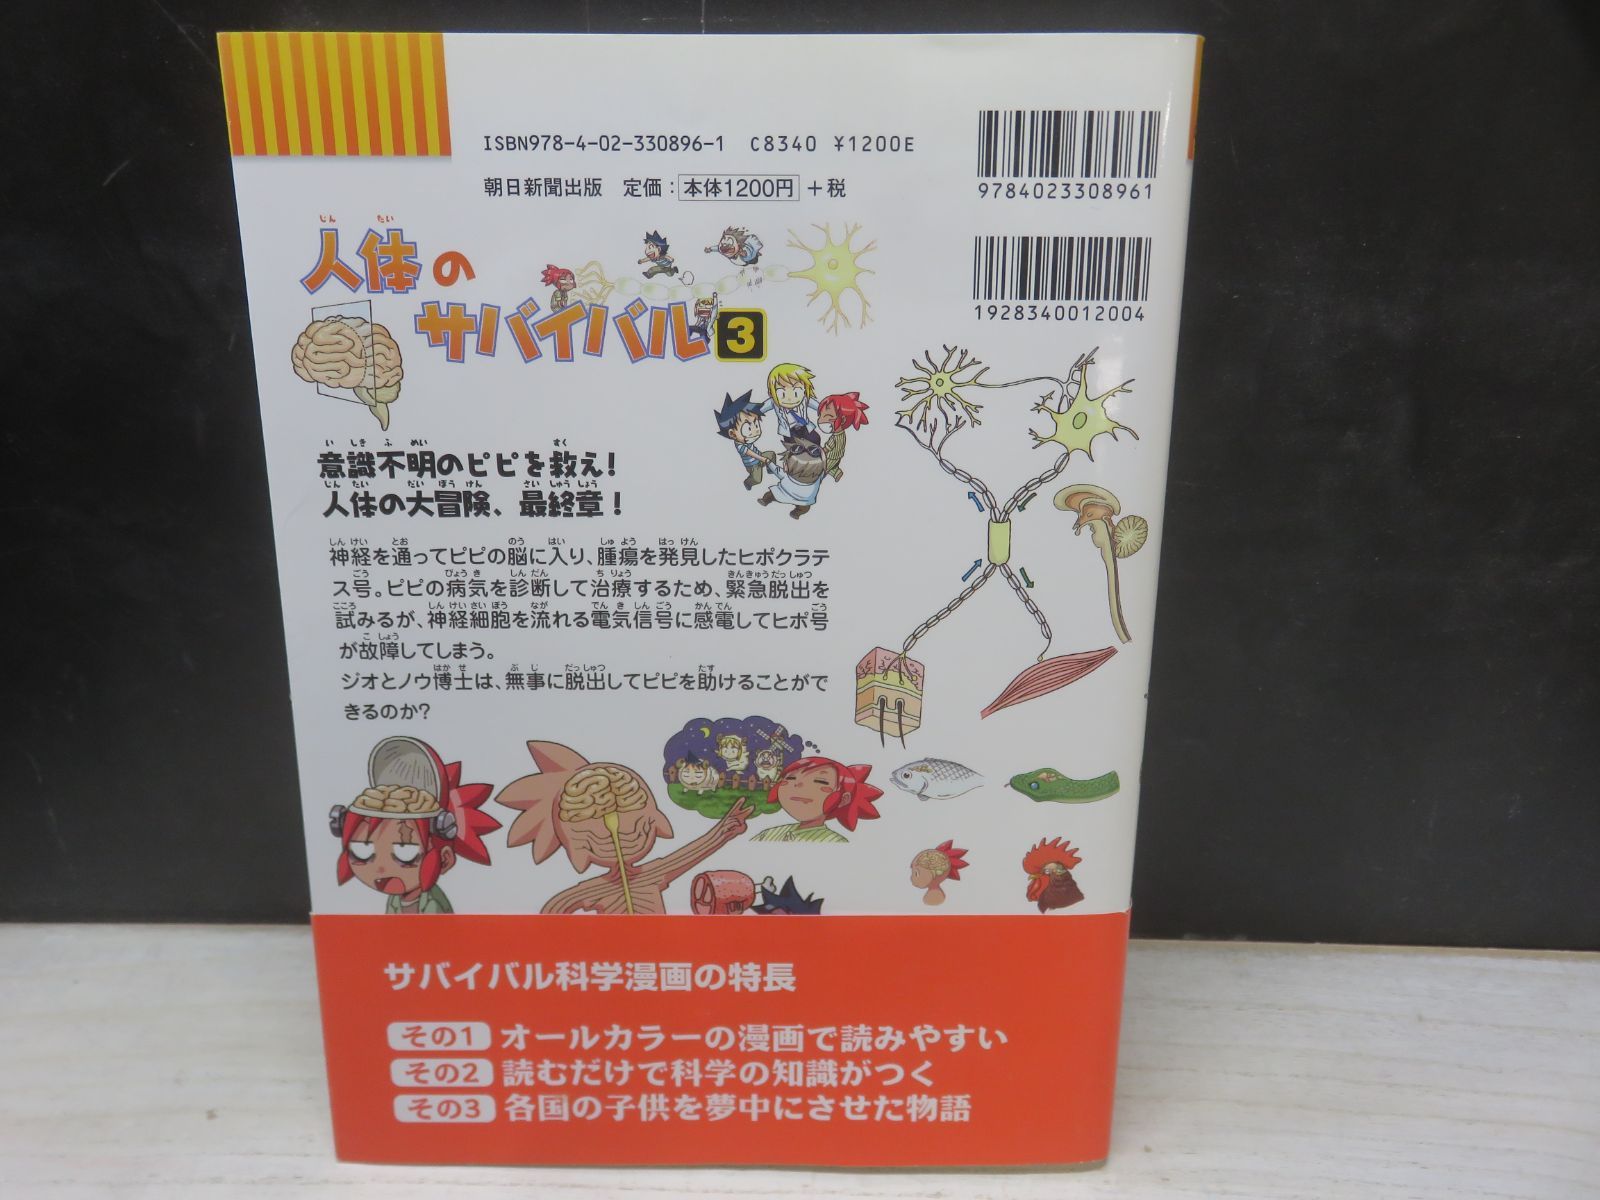 ISBN978-4-02-330896-1 C8340 ¥1200E
朝日新聞出版 定価：本体1200円＋税
9784023308961
1928340012004
人体の
サバイバル3
意識不明のピピを救え！
人体の大冒険、最終章！
神経を通ってピピの脳に入り、腫瘍を発見したヒポクラテ
ス号。ピピの病気を診断して治療するため、緊急脱出を
試みるが、神経細胞を流れる電気信号に感電してヒポ号
が故障してしまう。
ジオとノウ博士は、無事に脱出してピピを助けることがで
きるのか？
サバイバル科学漫画の特長
その1 オールカラーの漫画で読みやすい
その2 読むだけで科学の知識がつく
その3 各国の子供を夢中にさせた物語